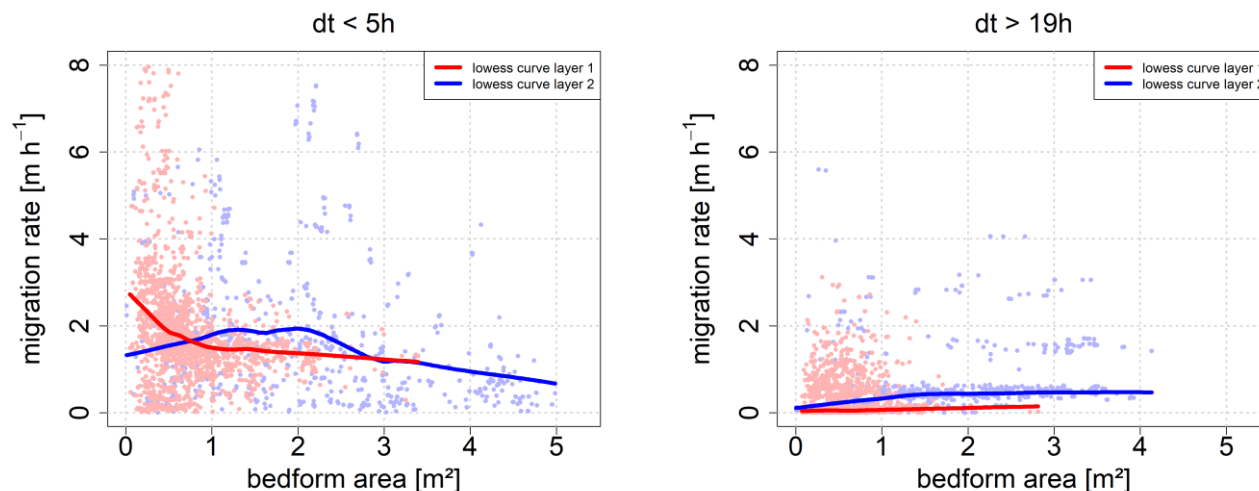 dt < 5h
8
6
4
2
0
migration rate [m h⁻¹]
lowess curve layer 1
lowess curve layer 2
0 1 2 3 4 5
bedform area [m²]
dt > 19h
8
6
4
2
0
migration rate [m h⁻¹]
lowess curve layer 1
lowess curve layer 2
0 1 2 3 4 5
bedform area [m²]